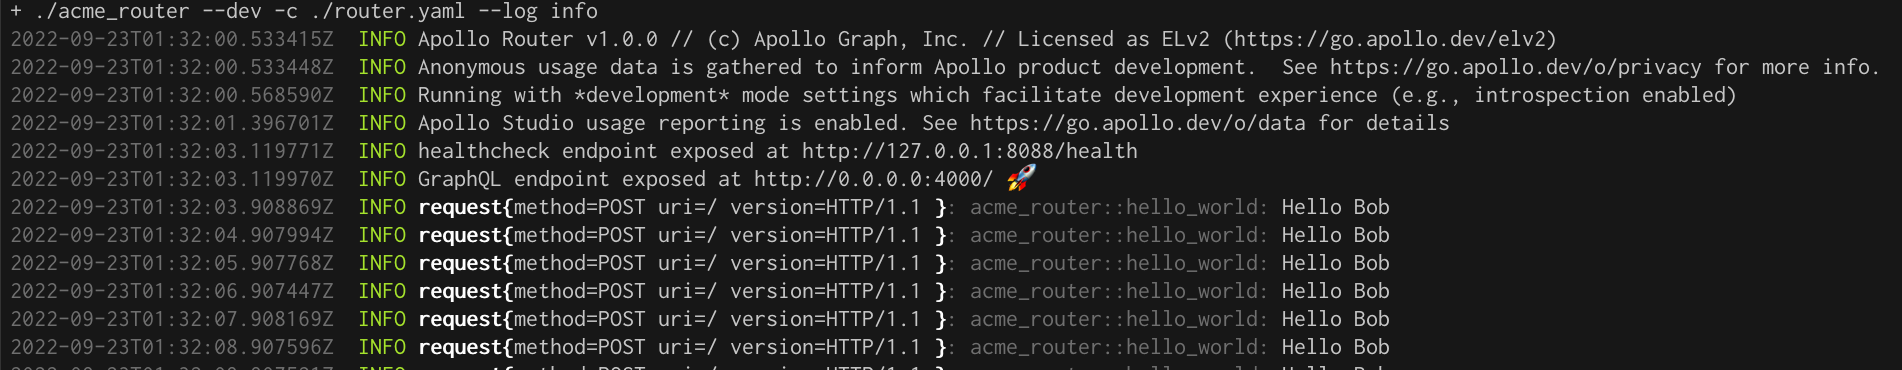 + ./acme_router --dev -c ./router.yaml --log info
2022-09-23T01:32:00.533415Z  INFO Apollo Router v1.0.0 // (c) Apollo Graph, Inc. // Licensed as ELv2 (https://go.apollo.dev/elv2)
2022-09-23T01:32:00.533448Z  INFO Anonymous usage data is gathered to inform Apollo product development.  See https://go.apollo.dev/o/privacy for more info.
2022-09-23T01:32:00.568590Z  INFO Running with *development* mode settings which facilitate development experience (e.g., introspection enabled)
2022-09-23T01:32:01.396701Z  INFO Apollo Studio usage reporting is enabled. See https://go.apollo.dev/o/data for details
2022-09-23T01:32:03.119771Z  INFO healthcheck endpoint exposed at http://127.0.0.1:8088/health
2022-09-23T01:32:03.119970Z  INFO GraphQL endpoint exposed at http://0.0.0.0:4000/ 🚀
2022-09-23T01:32:03.908869Z  INFO request{method=POST uri=/ version=HTTP/1.1 }: acme_router::hello_world: Hello Bob
2022-09-23T01:32:04.907994Z  INFO request{method=POST uri=/ version=HTTP/1.1 }: acme_router::hello_world: Hello Bob
2022-09-23T01:32:05.907768Z  INFO request{method=POST uri=/ version=HTTP/1.1 }: acme_router::hello_world: Hello Bob
2022-09-23T01:32:06.907447Z  INFO request{method=POST uri=/ version=HTTP/1.1 }: acme_router::hello_world: Hello Bob
2022-09-23T01:32:07.908169Z  INFO request{method=POST uri=/ version=HTTP/1.1 }: acme_router::hello_world: Hello Bob
2022-09-23T01:32:08.907596Z  INFO request{method=POST uri=/ version=HTTP/1.1 }: acme_router::hello_world: Hello Bob